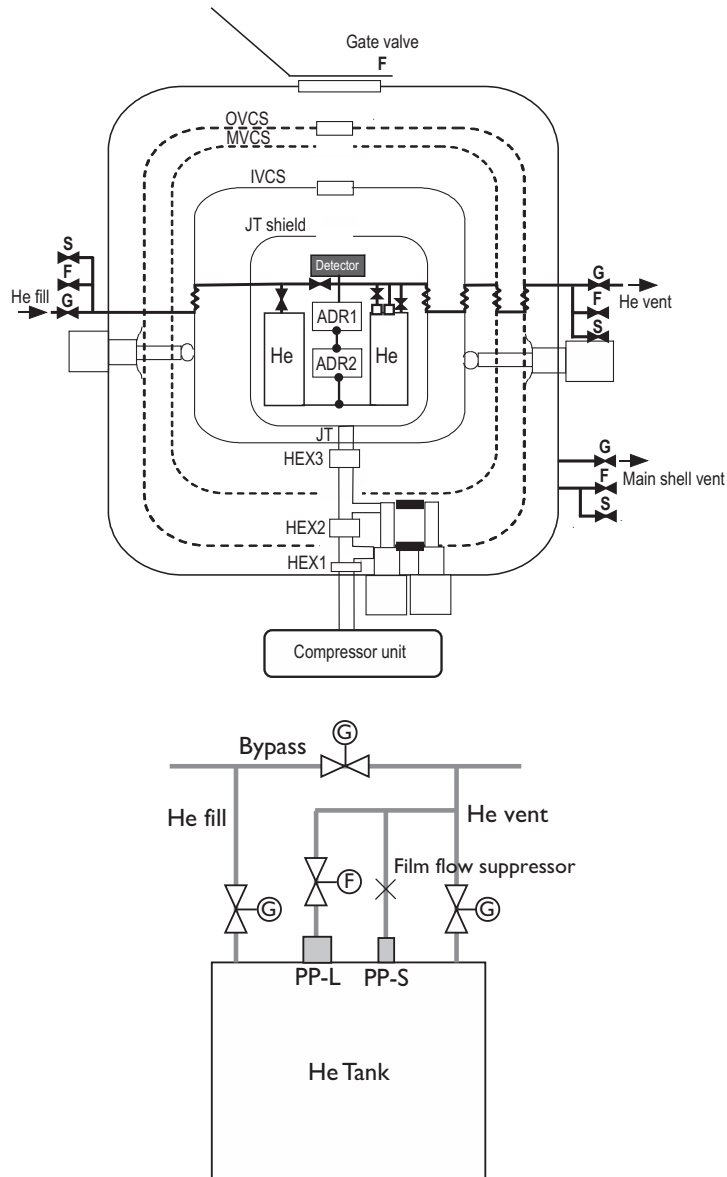 Gate valve
F
OVCS
MVCS
IVCS
JT shield
S
F
He fill
G
Detector
ADR1
He
ADR2
He
G
He vent
F
S
JT
HEX3
G
F
Main shell vent
S
HEX2
HEX1
Compressor unit
G
Bypass
He fill
He vent
Film flow suppressor
F
G
G
PP-L
PP-S
He Tank